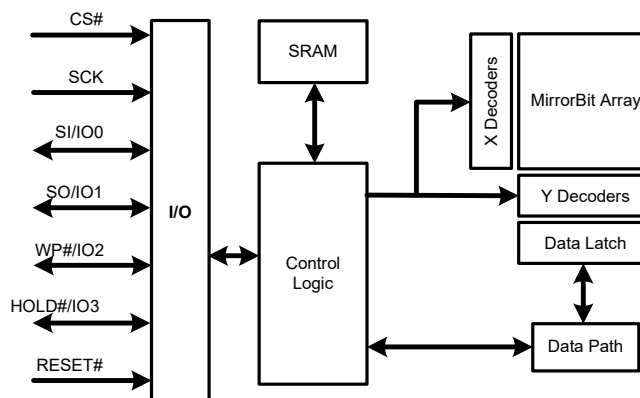 CS#
SCK
SI/IO0
SO/IO1
WP#/IO2
HOLD#/IO3
RESET#
I/O
SRAM
Control
Logic
X Decoders
MirrorBit Array
Y Decoders
Data Latch
Data Path